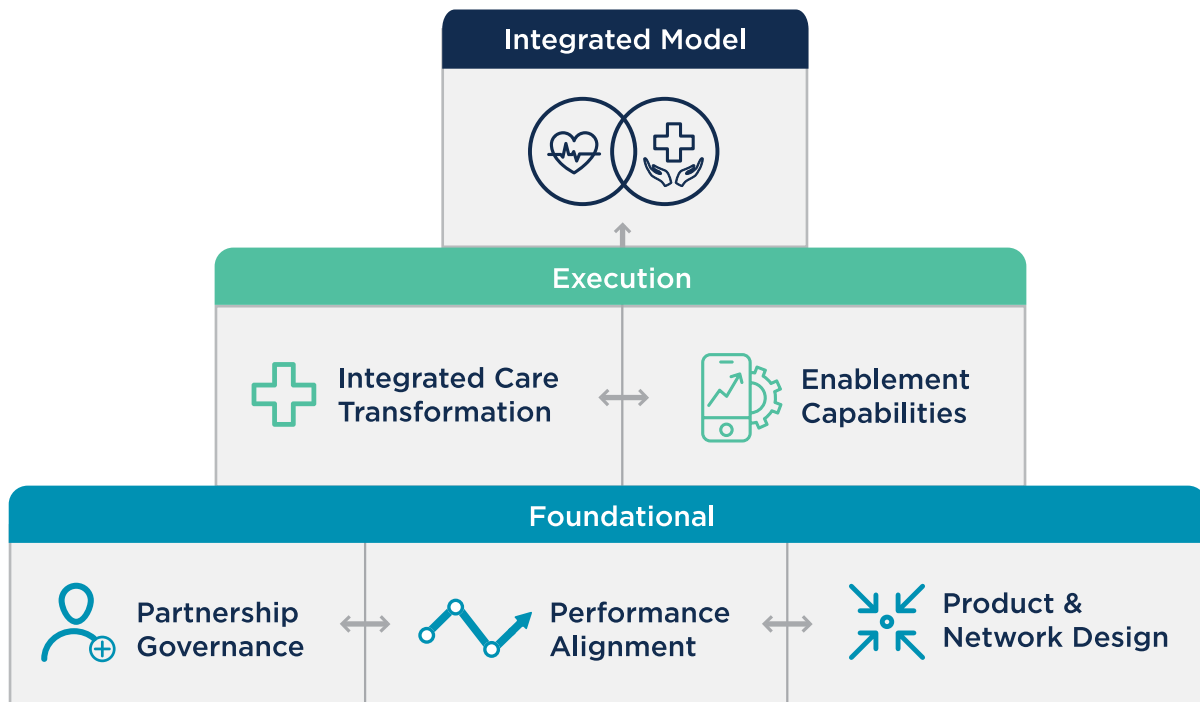 Integrated Model
Execution
Integrated Care
Transformation
Enablement
Capabilities
Foundational
Partnership
Governance
Performance
Alignment
Product &
Network Design